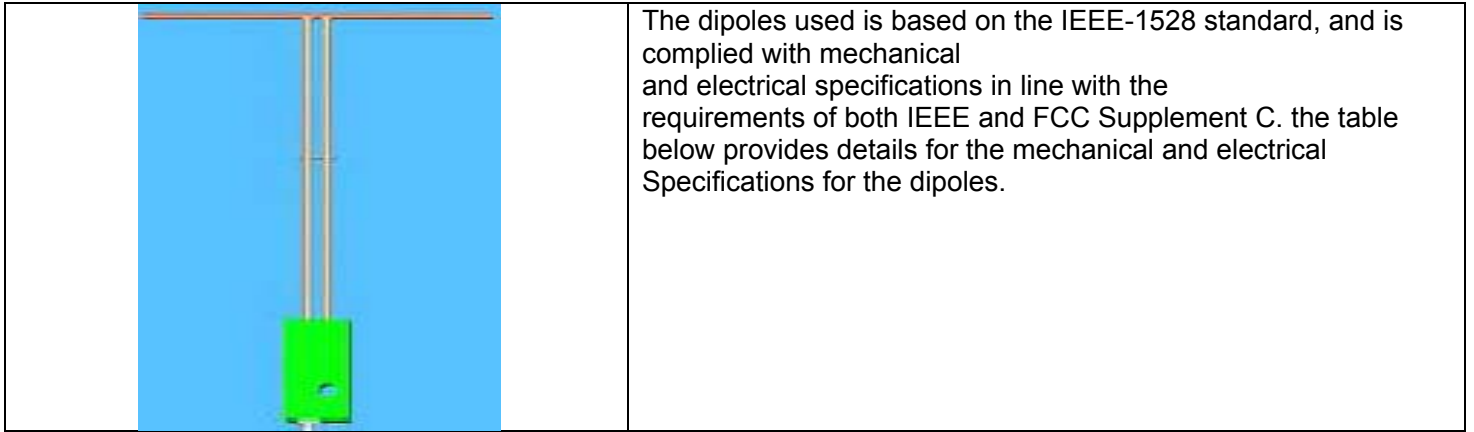 The dipoles used is based on the IEEE-1528 standard, and is
complied with mechanical
and electrical specifications in line with the
requirements of both IEEE and FCC Supplement C. the table
below provides details for the mechanical and electrical
Specifications for the dipoles.